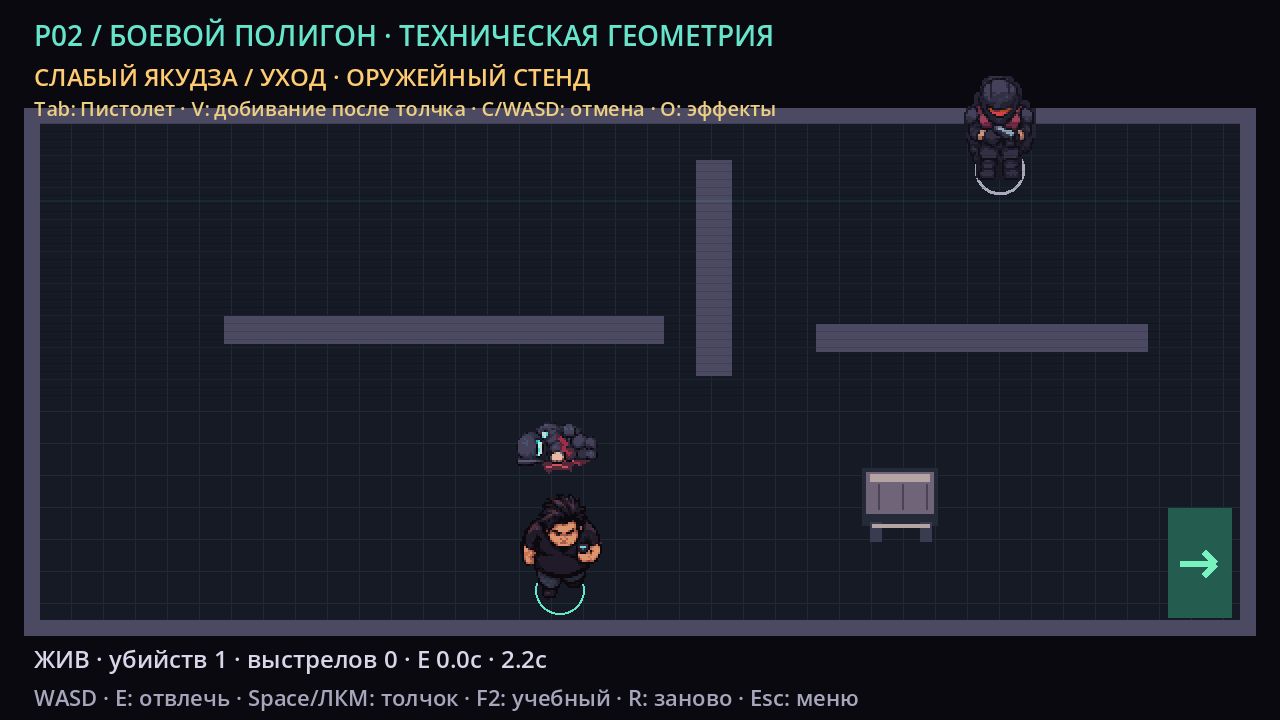 P02 / БОЕВОЙ ПОЛИГОН · ТЕХНИЧЕСКАЯ ГЕОМЕТРИЯ
СЛАБЫЙ ЯКУДЗА / УХОД · ОРУЖЕЙНЫЙ СТЕНД
Tab: Пистолет · V: добивание после толчка · C/WASD: отмена · O: эффекты
ЖИВ · убийств 1 · выстрелов 0 · E 0.0с · 2.2с
WASD · E: отвлечь · Space/ЛКМ: толчок · F2: учебный · R: заново · Esc: меню